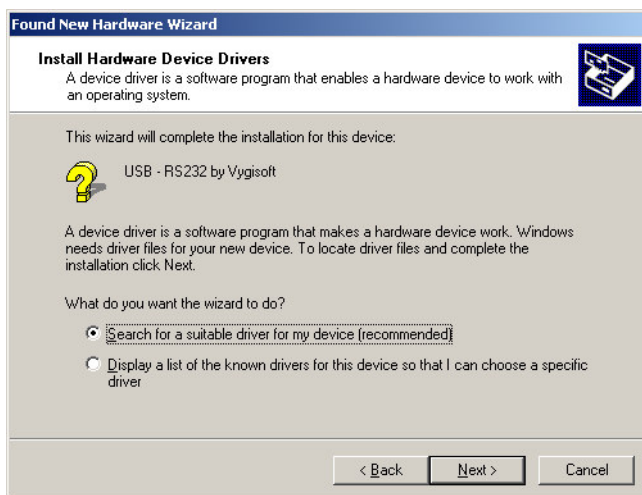 Found New Hardware Wizard
Install Hardware Device Drivers
A device driver is a software program that enables a hardware device to work with
an operating system.
This wizard will complete the installation for this device:
USB - RS232 by Vygisoft
A device driver is a software program that makes a hardware device work. Windows
needs driver files for your new device. To locate driver files and complete the
installation click Next.
What do you want the wizard to do?
Search for a suitable driver for my device (recommended)
Display a list of the known drivers for this device so that I can choose a specific
driver
< Back Next > Cancel